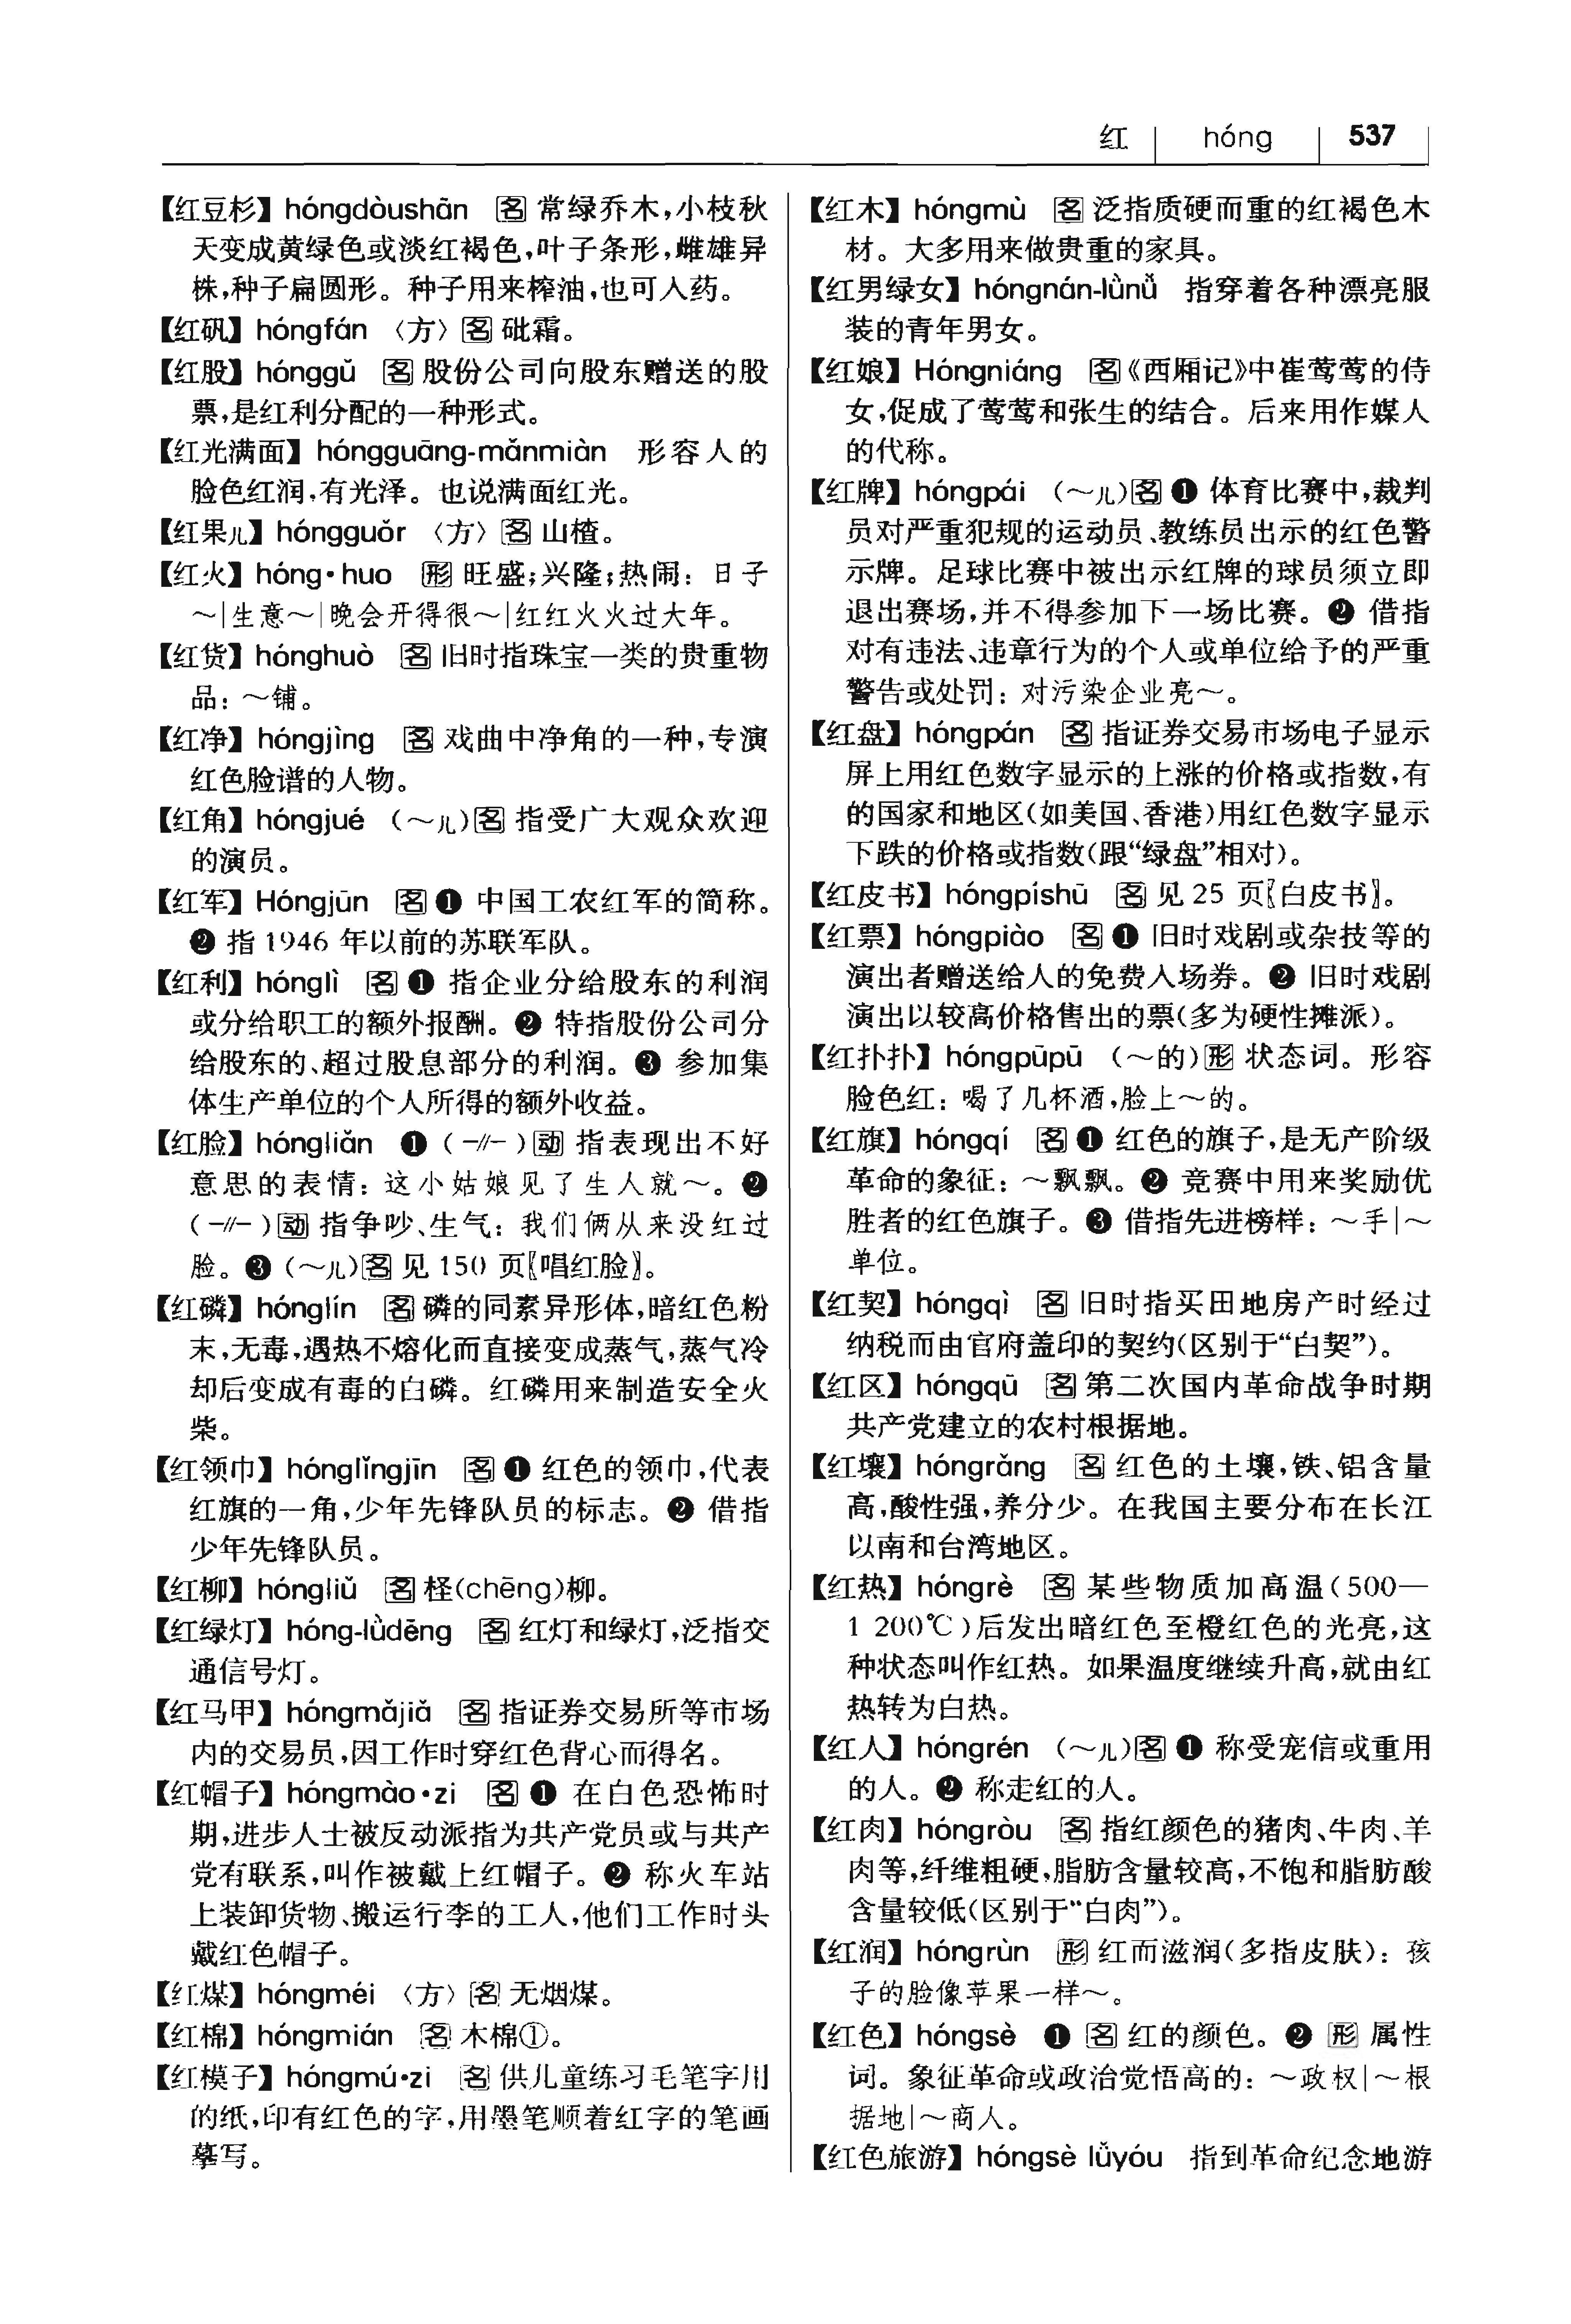 红 hóng 537
【红豆杉】 hóngdòushān 名 常绿乔木,小枝秋
天变成黄绿色或淡红褐色,叶子条形,雌雄异
株,种子扁圆形。种子用来榨油,也可入药。
【红矾】 hóngfán 〈方〉 名 砒霜。
【红股】 hónggǔ 名 股份公司向股东赠送的股
票,是红利分配的一种形式。
【红光满面】 hóngguāng-mǎnmiàn 形容人的
脸色红润,有光泽。也说满面红光。
【红果儿】 hóngguǒr 〈方〉 名 山楂。
【红火】 hóng·huo 形 旺盛;兴隆;热闹: 日子
～|生意～|晚会开得很～|红红火火过大年。
【红货】 hónghuò 名 旧时指珠宝一类的贵重物
品: ～铺。
【红净】 hóngjìng 名 戏曲中净角的一种,专演
红色脸谱的人物。
【红角】 hóngjué (～儿)名 指受广大观众欢迎
的演员。
【红军】 Hóngjūn 名 ❶ 中国工农红军的简称。
❷ 指 1946 年以前的苏联军队。
【红利】 hónglì 名 ❶ 指企业分给股东的利润
或分给职工的额外报酬。❷ 特指股份公司分
给股东的、超过股息部分的利润。❸ 参加集
体生产单位的个人所得的额外收益。
【红脸】 hóngliǎn ❶ (-//-)动 指表现出不好
意思的表情: 这小姑娘见了生人就～。❷
(-//-)动 指争吵、生气: 我们俩从来没红过
脸。❸ (～儿)名 见 150 页〖唱红脸〗。
【红磷】 hónglín 名 磷的同素异形体,暗红色粉
末,无毒,遇热不熔化而直接变成蒸气,蒸气冷
却后变成有毒的白磷。红磷用来制造安全火
柴。
【红领巾】 hónglǐngjīn 名 ❶ 红色的领巾,代表
红旗的一角,少年先锋队员的标志。❷ 借指
少年先锋队员。
【红柳】 hóngliǔ 名 柽(chēng)柳。
【红绿灯】 hóng-lǜdēng 名 红灯和绿灯,泛指交
通信号灯。
【红马甲】 hóngmǎjiǎ 名 指证券交易所等市场
内的交易员,因工作时穿红色背心而得名。
【红帽子】 hóngmào·zi 名 ❶ 在白色恐怖时
期,进步人士被反动派指为共产党员或与共产
党有联系,叫作被戴上红帽子。❷ 称火车站
上装卸货物、搬运行李的工人,他们工作时头
戴红色帽子。
【红煤】 hóngméi 〈方〉 名 无烟煤。
【红棉】 hóngmián 名 木棉①。
【红模子】 hóngmú·zi 名 供儿童练习毛笔字用
的纸,印有红色的字,用墨笔顺着红字的笔画
摹写。
【红木】 hóngmù 名 泛指质硬而重的红褐色木
材。大多用来做贵重的家具。
【红男绿女】 hóngnán-lǜnǚ 指穿着各种漂亮服
装的青年男女。
【红娘】 Hóngniáng 名《西厢记》中崔莺莺的侍
女,促成了莺莺和张生的结合。后来用作媒人
的代称。
【红牌】 hóngpái (～儿)名 ❶ 体育比赛中,裁判
员对严重犯规的运动员、教练员出示的红色警
示牌。足球比赛中被出示红牌的球员须立即
退出赛场,并不得参加下一场比赛。❷ 借指
对有违法、违章行为的个人或单位给予的严重
警告或处罚: 对污染企业亮～。
【红盘】 hóngpán 名 指证券交易市场电子显示
屏上用红色数字显示的上涨的价格或指数,有
的国家和地区(如美国、香港)用红色数字显示
下跌的价格或指数(跟“绿盘”相对)。
【红皮书】 hóngpíshū 名 见 25 页〖白皮书〗。
【红票】 hóngpiào 名 ❶ 旧时戏剧或杂技等的
演出者赠送给人的免费入场券。❷ 旧时戏剧
演出以较高价格售出的票(多为硬性摊派)。
【红扑扑】 hóngpūpū (～的)形 状态词。形容
脸色红: 喝了几杯酒,脸上～的。
【红旗】 hóngqí 名 ❶ 红色的旗子,是无产阶级
革命的象征: ～飘飘。❷ 竞赛中用来奖励优
胜者的红色旗子。❸ 借指先进榜样: ～手|～
单位。
【红契】 hóngqì 名 旧时指买田地房产时经过
纳税而由官府盖印的契约(区别于“白契”)。
【红区】 hóngqū 名 第二次国内革命战争时期
共产党建立的农村根据地。
【红壤】 hóngrǎng 名 红色的土壤,铁、铝含量
高,酸性强,养分少。在我国主要分布在长江
以南和台湾地区。
【红热】 hóngrè 名 某些物质加高温(500—
1 200℃)后发出暗红色至橙红色的光亮,这
种状态叫作红热。如果温度继续升高,就由红
热转为白热。
【红人】 hóngrén (～儿)名 ❶ 称受宠信或重用
的人。❷ 称走红的人。
【红肉】 hóngròu 名 指红颜色的猪肉、牛肉、羊
肉等,纤维粗硬,脂肪含量较高,不饱和脂肪酸
含量较低(区别于“白肉”)。
【红润】 hóngrùn 形 红而滋润(多指皮肤): 孩
子的脸像苹果一样～。
【红色】 hóngsè ❶ 名 红的颜色。❷ 形 属性
词。象征革命或政治觉悟高的: ～政权|～根
据地|～商人。
【红色旅游】 hóngsè lǚyóu 指到革命纪念地游